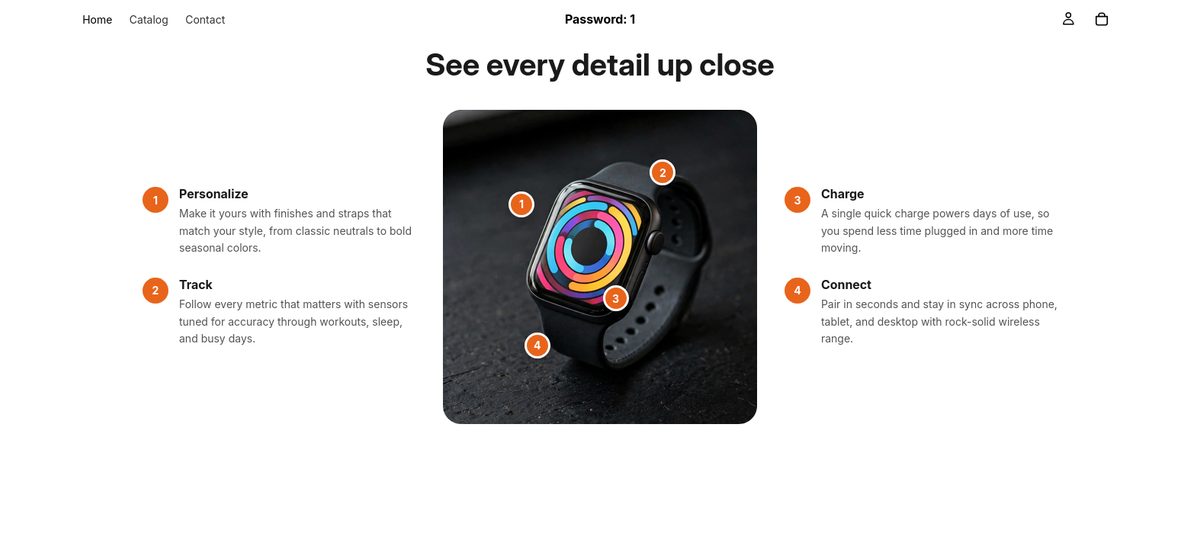 Home Catalog Contact Password: 1
See every detail up close
1 Personalize
Make it yours with finishes and straps that
match your style, from classic neutrals to bold
seasonal colors.
2 Track
Follow every metric that matters with sensors
tuned for accuracy through workouts, sleep,
and busy days.
1
2
3
4
3 Charge
A single quick charge powers days of use, so
you spend less time plugged in and more time
moving.
4 Connect
Pair in seconds and stay in sync across phone,
tablet, and desktop with rock-solid wireless
range.